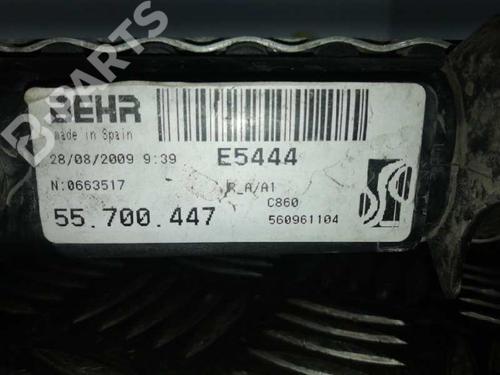 B-PARTS
BEHR
made in Spain
28/08/2009 9:39 E5444
N:0663517 R_A/A1
C860
55.700.447 560961104